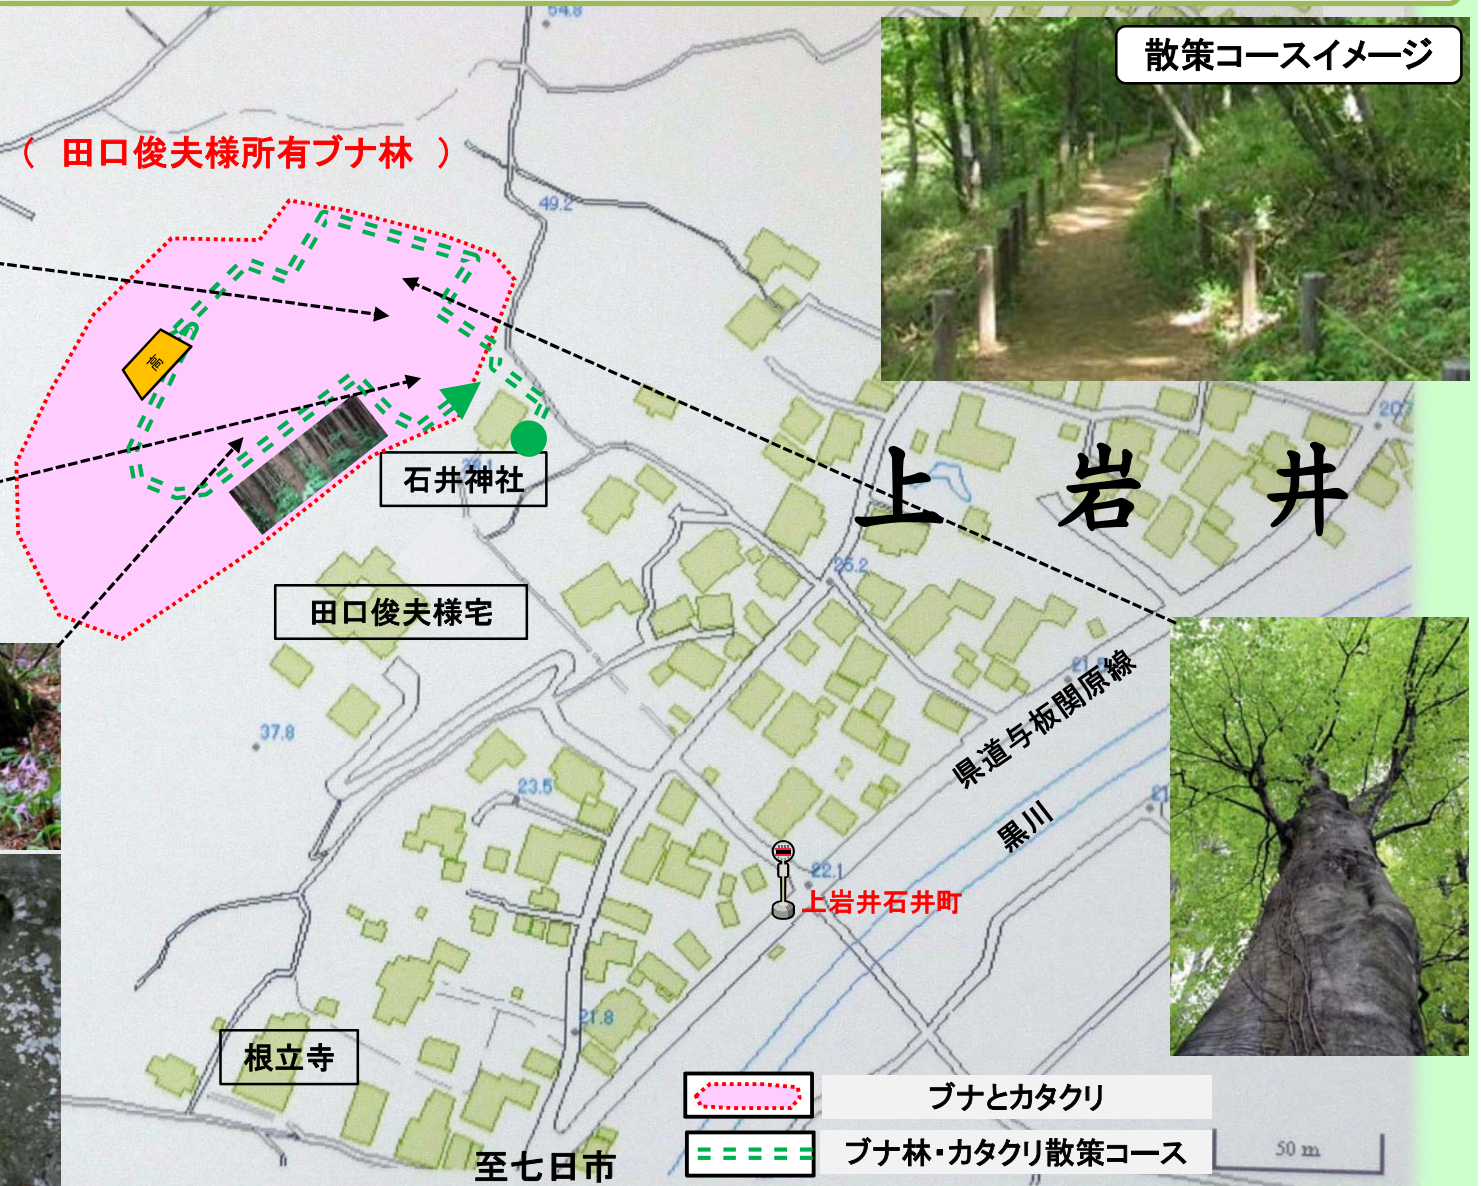 54.8
散策コースイメージ
( 田口俊夫様所有ブナ林 )
49.2
高
207
石井神社
上 岩 井
25.2
田口俊夫様宅
県道与板関原線
37.8
23.5
黒川
22.1
上岩井石井町
21.8
根立寺
ブナとカタクリ
ブナ林・カタクリ散策コース
50 m
至七日市